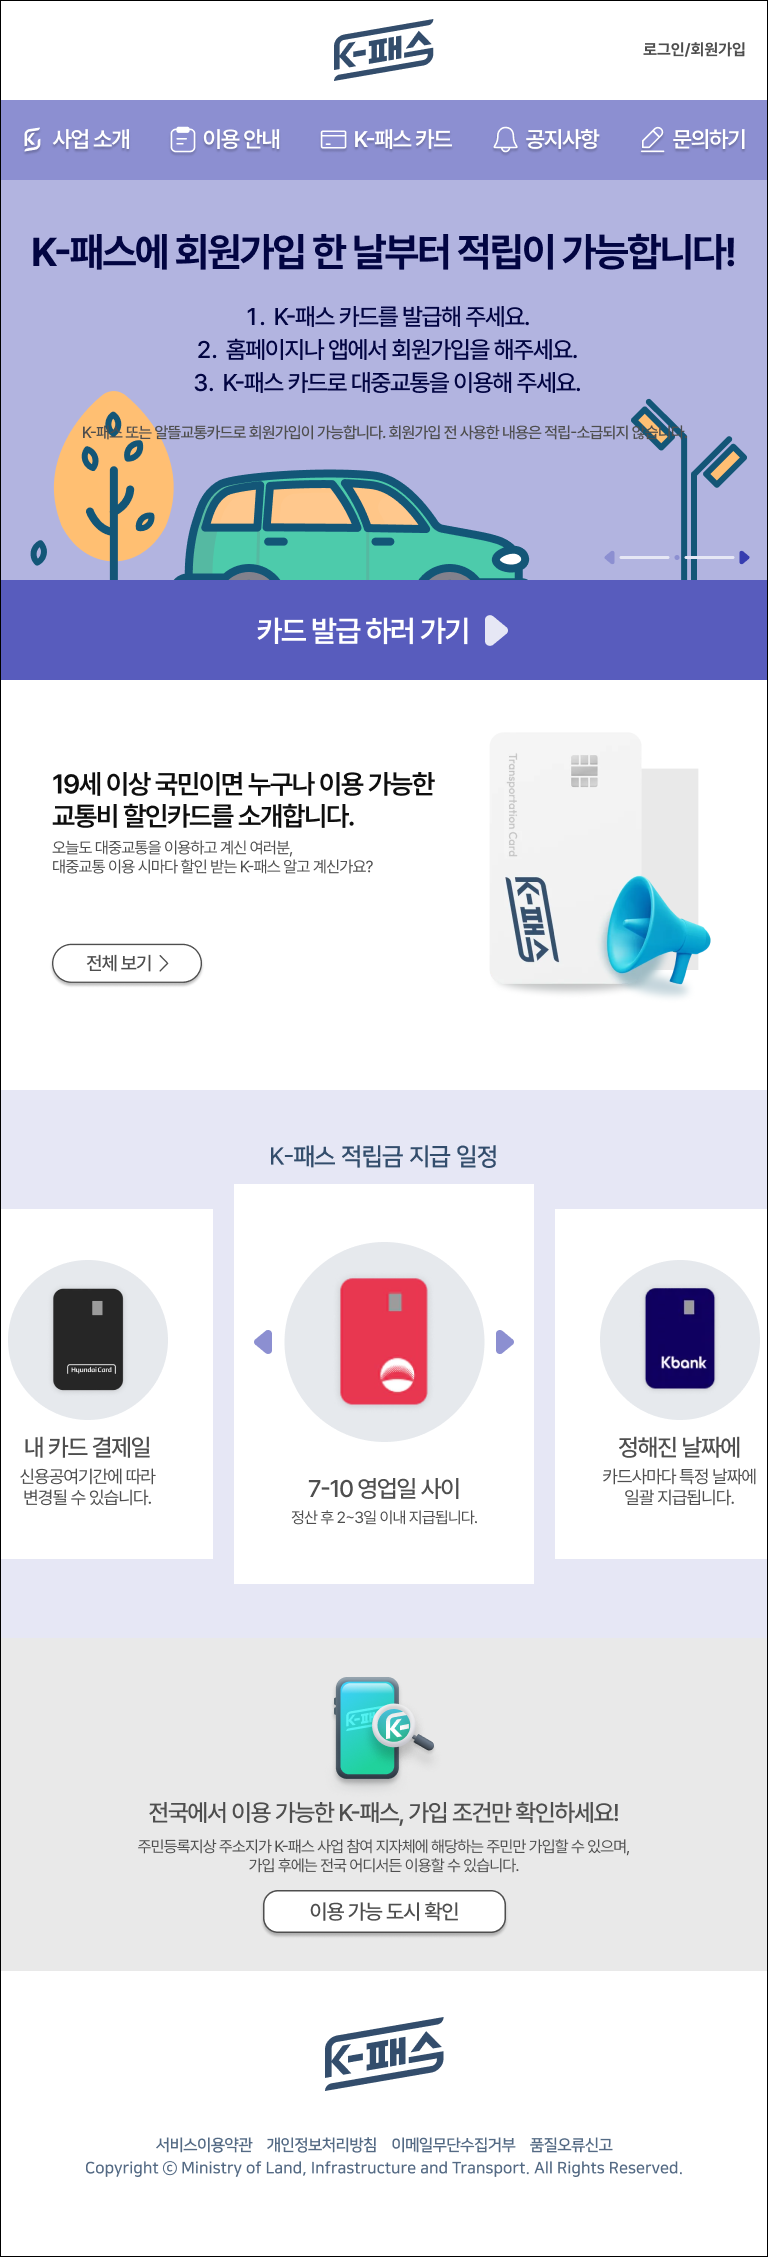 K-패스
로그인/회원가입
사업 소개 이용 안내 K-패스 카드 공지사항 문의하기
K-패스에 회원가입 한 날부터 적립이 가능합니다!
1. K-패스 카드를 발급해 주세요.
2. 홈페이지나 앱에서 회원가입을 해주세요.
3. K-패스 카드로 대중교통을 이용해 주세요.
K-패스 또는 알뜰교통카드로 회원가입이 가능합니다. 회원가입 전 사용한 내용은 적립-소급되지 않습니다.
카드 발급 하러 가기
19세 이상 국민이면 누구나 이용 가능한
교통비 할인카드를 소개합니다.
오늘도 대중교통을 이용하고 계신 여러분,
대중교통 이용 시마다 할인 받는 K-패스 알고 계신가요?
전체 보기 >
Transportation Card
K-패스
K-패스 적립금 지급 일정
Hyundai Card
내 카드 결제일
신용공여기간에 따라
변경될 수 있습니다.
7-10 영업일 사이
정산 후 2~3일 이내 지급됩니다.
Kbank
정해진 날짜에
카드사마다 특정 날짜에
일괄 지급됩니다.
K-패
K-
전국에서 이용 가능한 K-패스, 가입 조건만 확인하세요!
주민등록지상 주소지가 K-패스 사업 참여 지자체에 해당하는 주민만 가입할 수 있으며,
가입 후에는 전국 어디서든 이용할 수 있습니다.
이용 가능 도시 확인
K-패스
서비스이용약관 개인정보처리방침 이메일무단수집거부 품질오류신고
Copyright ⓒ Ministry of Land, Infrastructure and Transport. All Rights Reserved.